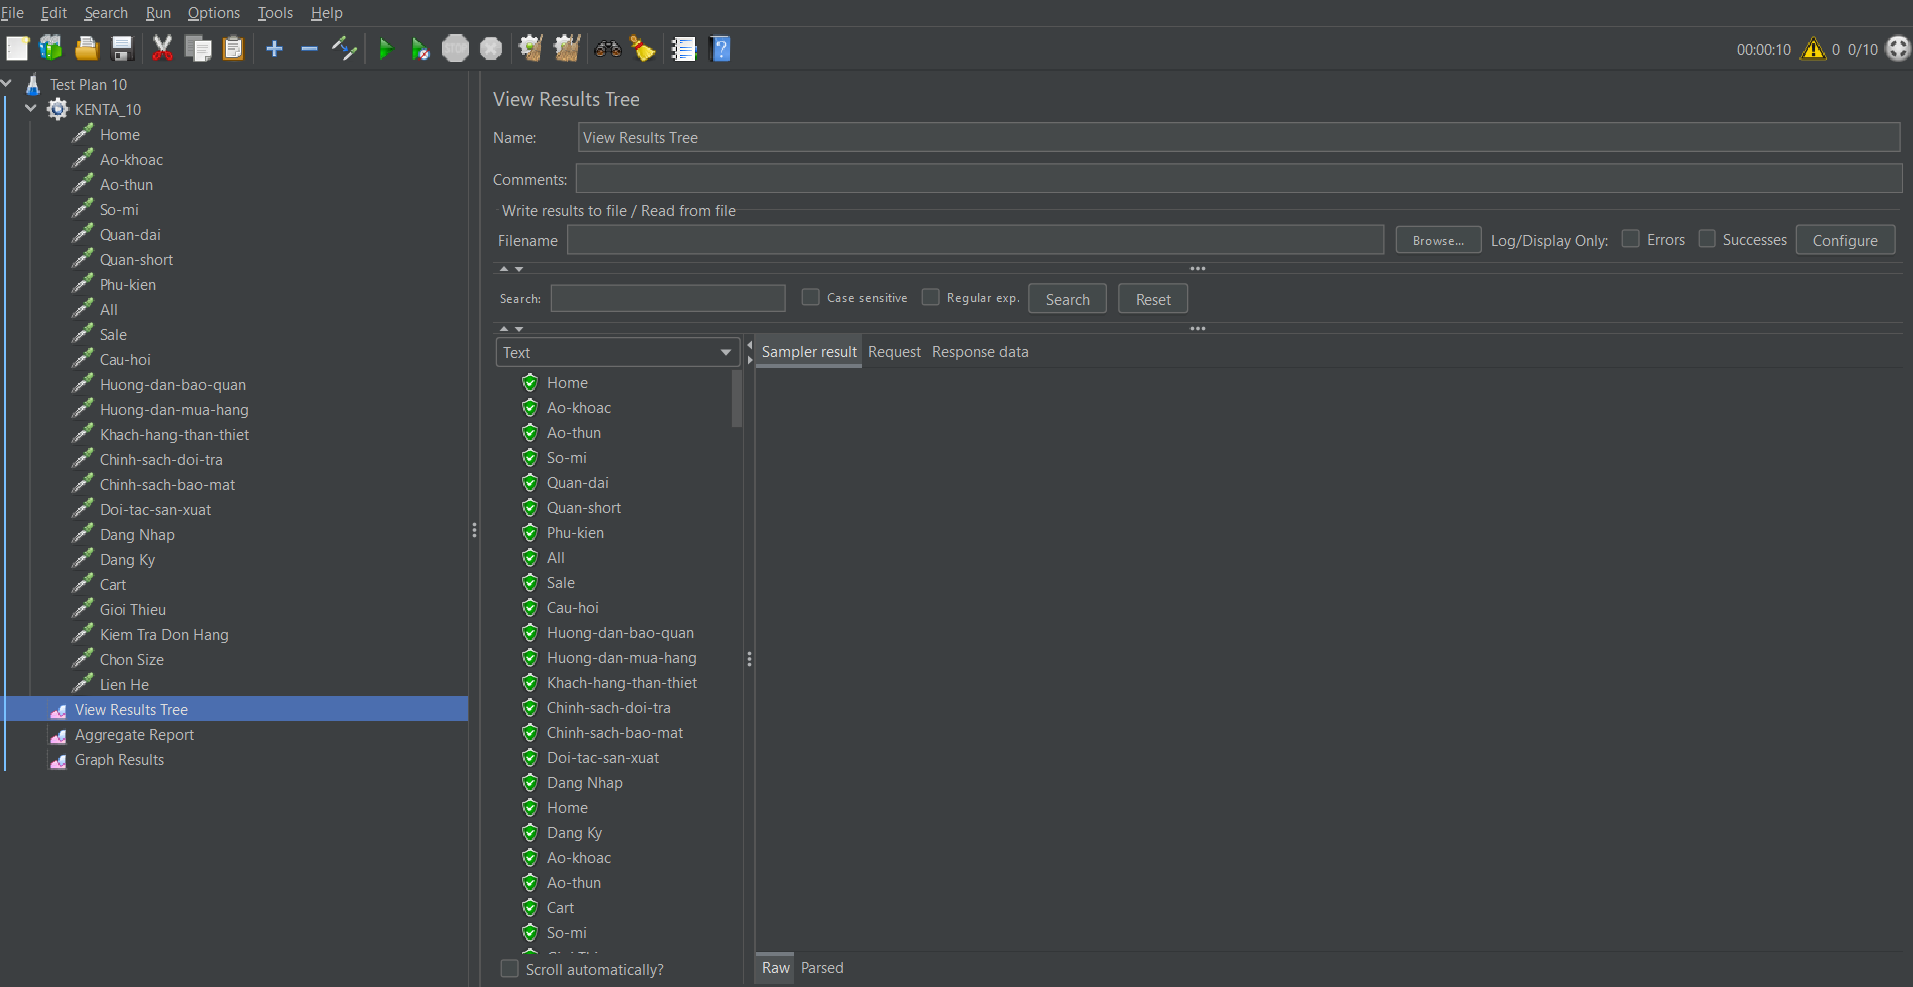 File Edit Search Run Options Tools Help
STOP
00:00:10 0 0/10
Test Plan 10
KENTA_10
Home
Ao-khoac
Ao-thun
So-mi
Quan-dai
Quan-short
Phu-kien
All
Sale
Cau-hoi
Huong-dan-bao-quan
Huong-dan-mua-hang
Khach-hang-than-thiet
Chinh-sach-doi-tra
Chinh-sach-bao-mat
Doi-tac-san-xuat
Dang Nhap
Dang Ky
Cart
Gioi Thieu
Kiem Tra Don Hang
Chon Size
Lien He
View Results Tree
Aggregate Report
Graph Results
View Results Tree
Name: View Results Tree
Comments:
Write results to file / Read from file
Filename Browse... Log/Display Only: Errors Successes Configure
Search: Case sensitive Regular exp. Search Reset
Text
Sampler result Request Response data
Home
Ao-khoac
Ao-thun
So-mi
Quan-dai
Quan-short
Phu-kien
All
Sale
Cau-hoi
Huong-dan-bao-quan
Huong-dan-mua-hang
Khach-hang-than-thiet
Chinh-sach-doi-tra
Chinh-sach-bao-mat
Doi-tac-san-xuat
Dang Nhap
Home
Dang Ky
Ao-khoac
Ao-thun
Cart
So-mi
Scroll automatically?
Raw Parsed